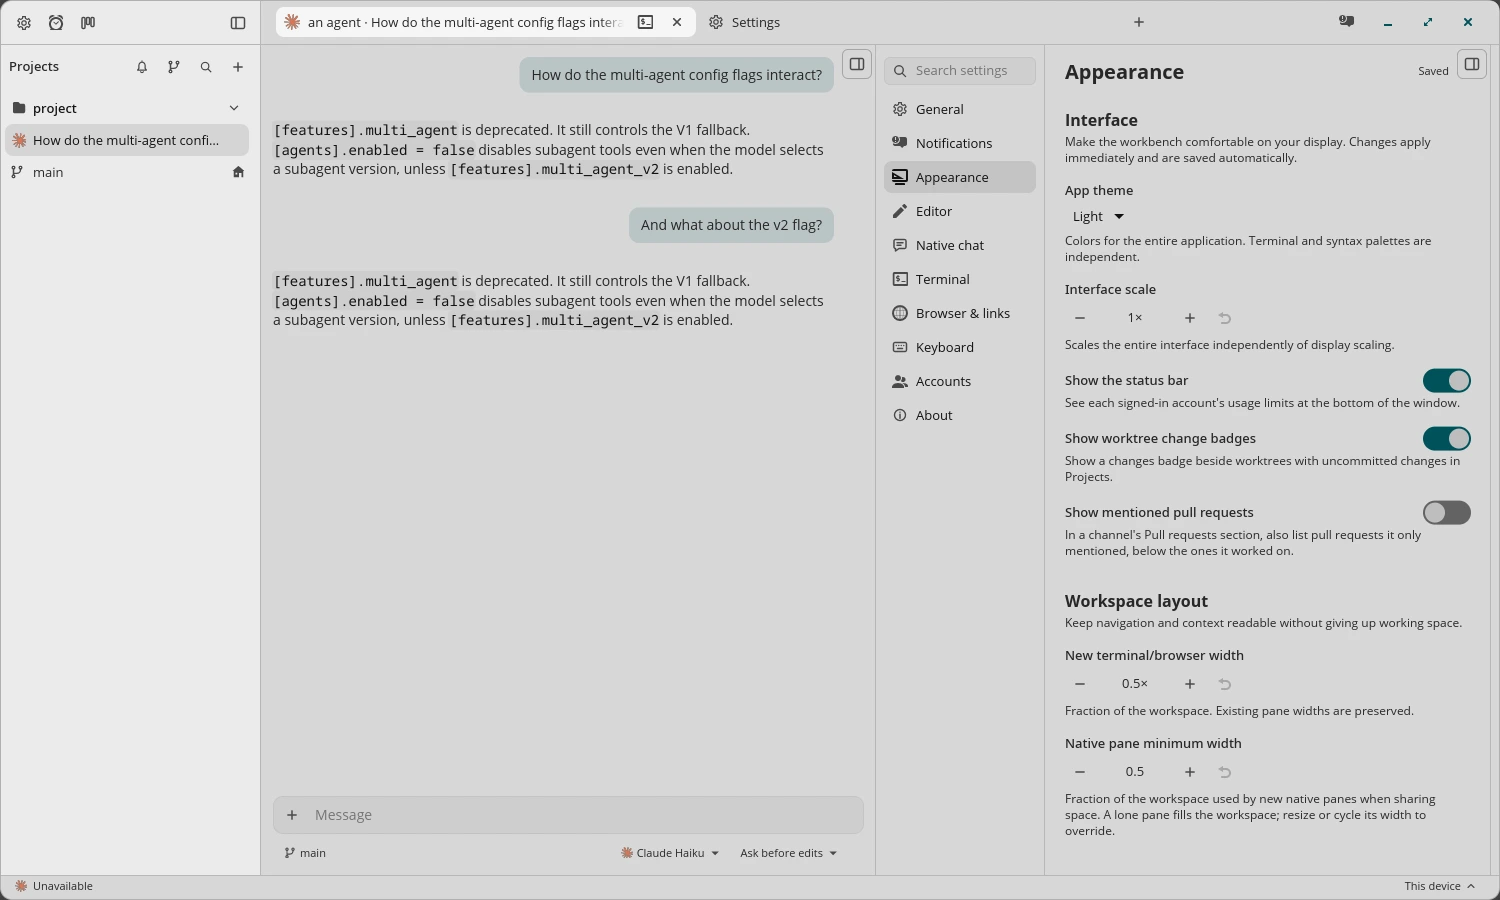 an agent · How do the multi-agent config flags inter
Settings
Projects
project
How do the multi-agent confi...
main
How do the multi-agent config flags interact?
[features].multi_agent is deprecated. It still controls the V1 fallback.
[agents].enabled = false disables subagent tools even when the model selects
a subagent version, unless [features].multi_agent_v2 is enabled.
And what about the v2 flag?
[features].multi_agent is deprecated. It still controls the V1 fallback.
[agents].enabled = false disables subagent tools even when the model selects
a subagent version, unless [features].multi_agent_v2 is enabled.
Message
main
Claude Haiku
Ask before edits
Search settings
General
Notifications
Appearance
Editor
Native chat
Terminal
Browser & links
Keyboard
Accounts
About
Appearance
Saved
Interface
Make the workbench comfortable on your display. Changes apply
immediately and are saved automatically.
App theme
Light
Colors for the entire application. Terminal and syntax palettes are
independent.
Interface scale
− 1× +
Scales the entire interface independently of display scaling.
Show the status bar
See each signed-in account's usage limits at the bottom of the window.
Show worktree change badges
Show a changes badge beside worktrees with uncommitted changes in
Projects.
Show mentioned pull requests
In a channel's Pull requests section, also list pull requests it only
mentioned, below the ones it worked on.
Workspace layout
Keep navigation and context readable without giving up working space.
New terminal/browser width
− 0.5× +
Fraction of the workspace. Existing pane widths are preserved.
Native pane minimum width
− 0.5 +
Fraction of the workspace used by new native panes when sharing
space. A lone pane fills the workspace; resize or cycle its width to
override.
Unavailable
This device